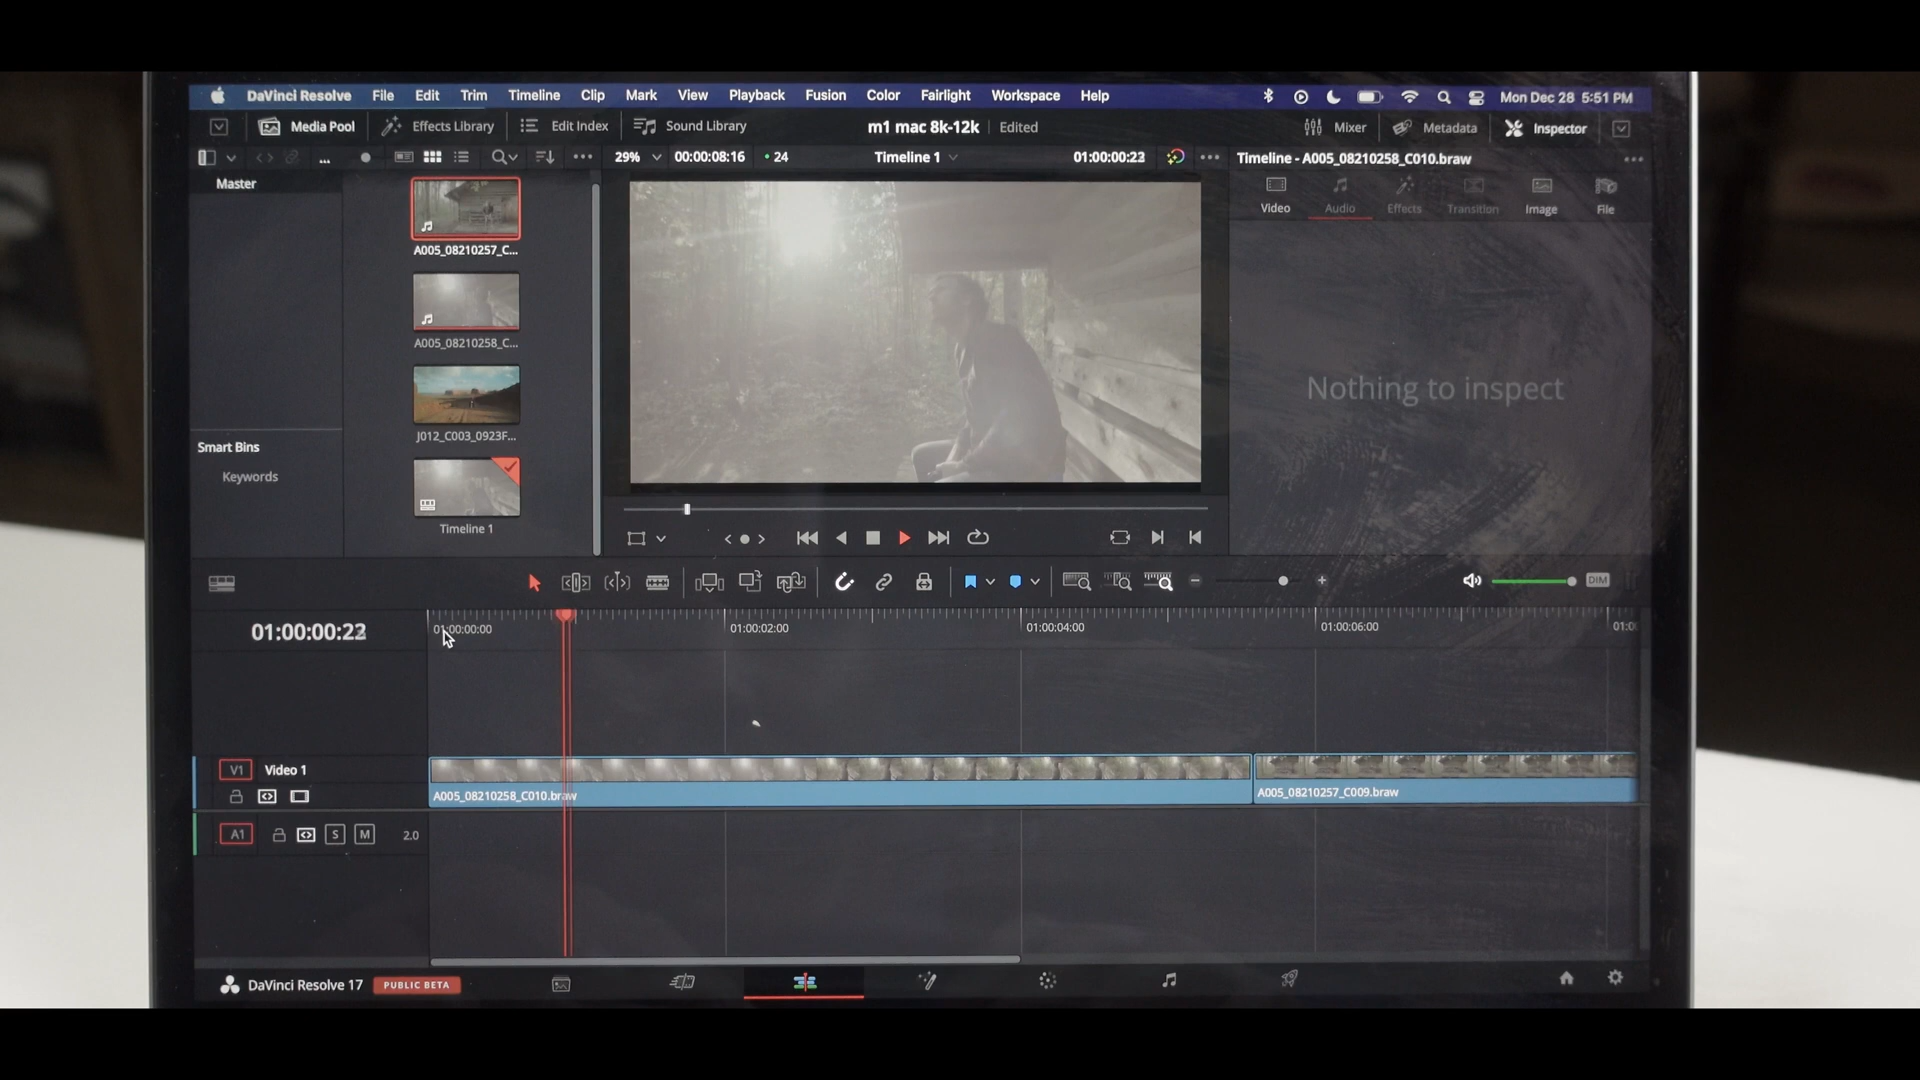 DaVinci Resolve File Edit Trim Timeline Clip Mark View Playback Fusion Color Fairlight Workspace Help Mon Dec 28 5:51 PM
Media Pool Effects Library Edit Index Sound Library m1 mac 8k-12k Edited Mixer Metadata Inspector
29% 00:00:08:16 24 Timeline 1 01:00:00:23 Timeline - A005_08210258_C010.braw
Master
Video Audio Effects Transition Image File
A005_08210257_C...
A005_08210258_C...
Nothing to inspect
J012_C003_0923F...
Smart Bins
Keywords
Timeline 1
DIM
01:00:00:00 01:00:02:00 01:00:04:00 01:00:06:00 01:0
V1 Video 1
A005_08210258_C010.braw A005_08210257_C009.braw
A1 S M 2.0
DaVinci Resolve 17 PUBLIC BETA